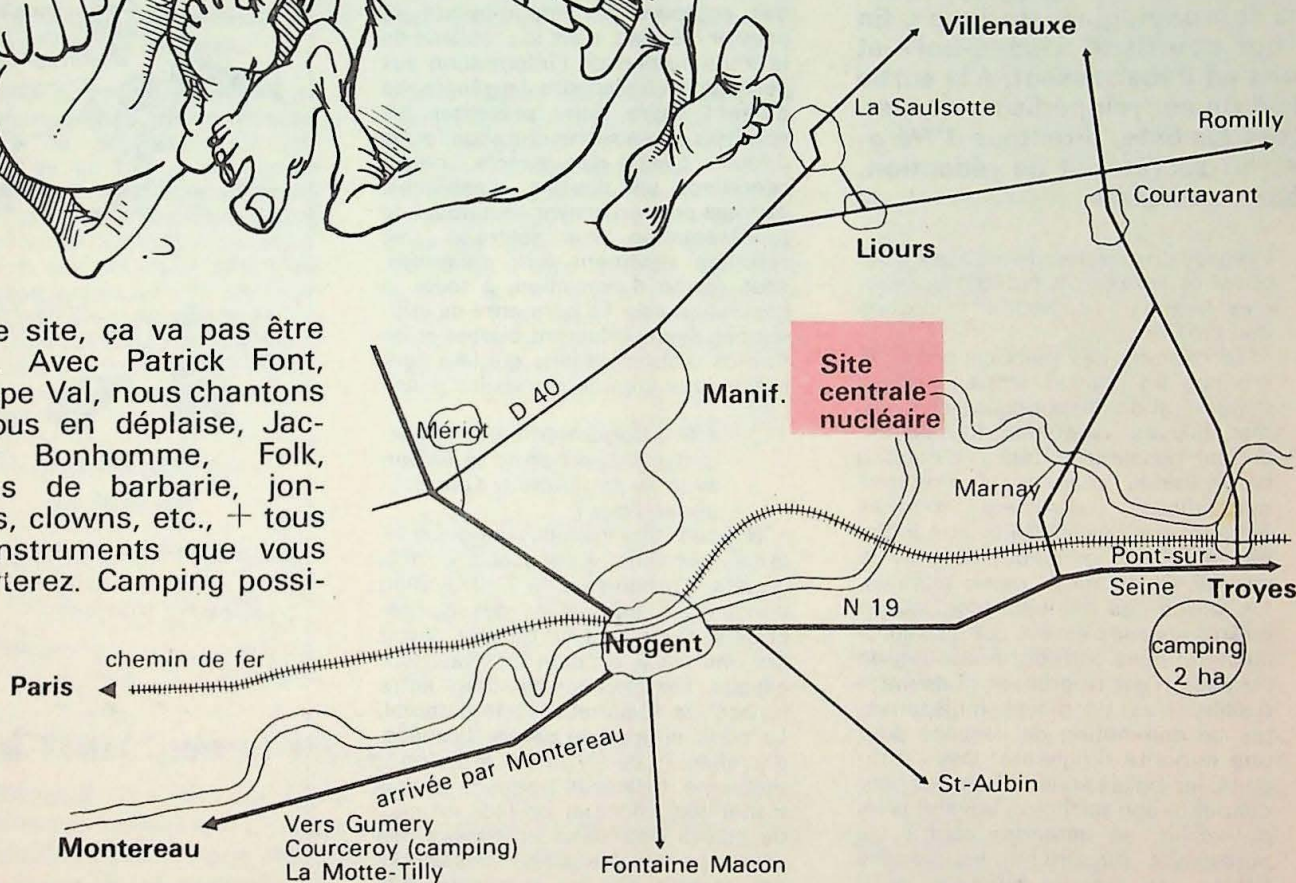 Villenauxe
La Saulsotte
Romilly
Courtavant
Liours
e site, ça va pas être
Avec Patrick Font,
ppe Val, nous chantons
ous en déplaise, Jac-
Bonhomme, Folk,
s de barbarie, jon-
s, clowns, etc., + tous
nstruments que vous
rterez. Camping possi-
Mériot
D 40
Manif.
Site
centrale
nucléaire
Marnay
Pont-sur-
Seine
Troyes
N 19
camping
2 ha
Nogent
chemin de fer
Paris
arrivée par Montereau
Montereau
Vers Gumery
Courceroy (camping)
La Motte-Tilly
Fontaine Macon
St-Aubin